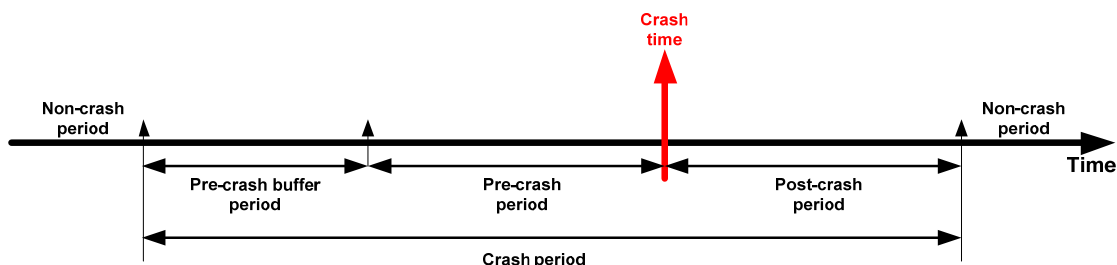 Crash
time
Non-crash
period
Non-crash
period
Time
Pre-crash buffer
period
Pre-crash
period
Post-crash
period
Crash period